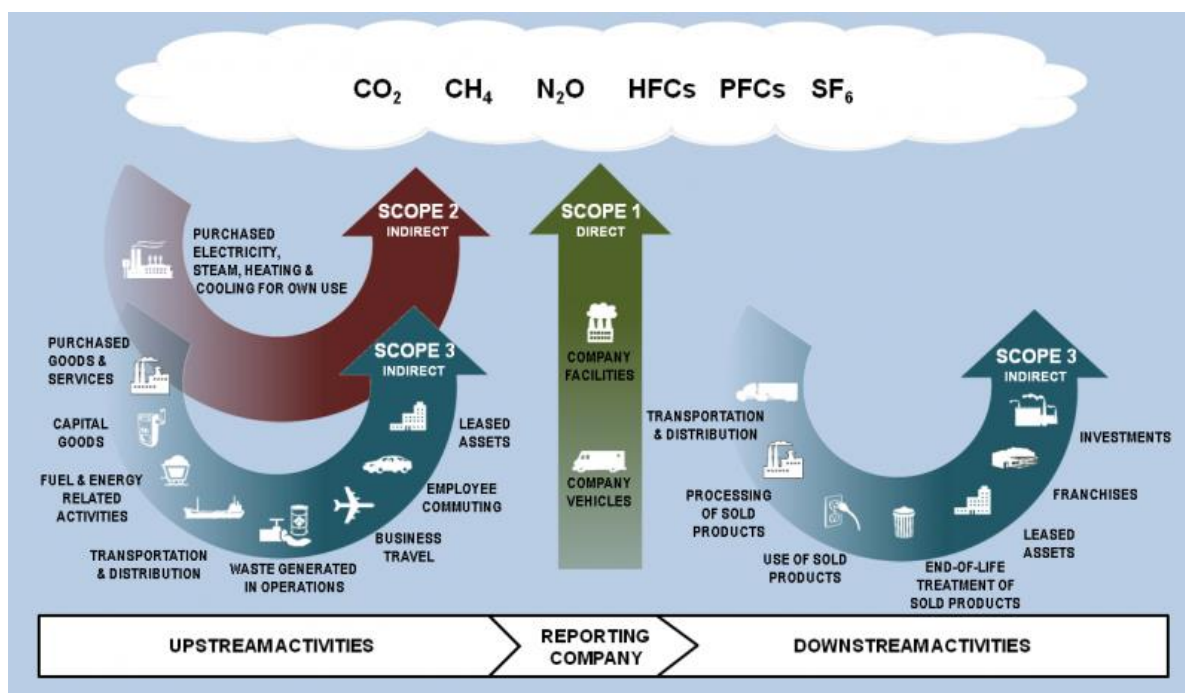 CO₂ CH₄ N₂O HFCs PFCs SF₆
SCOPE 2
INDIRECT
PURCHASED
ELECTRICITY,
STEAM, HEATING &
COOLING FOR OWN USE
SCOPE 3
INDIRECT
PURCHASED
GOODS &
SERVICES
CAPITAL
GOODS
FUEL & ENERGY
RELATED
ACTIVITIES
TRANSPORTATION
& DISTRIBUTION
WASTE GENERATED
IN OPERATIONS
BUSINESS
TRAVEL
EMPLOYEE
COMMUTING
LEASED
ASSETS
SCOPE 1
DIRECT
COMPANY
FACILITIES
COMPANY
VEHICLES
SCOPE 3
INDIRECT
TRANSPORTATION
& DISTRIBUTION
PROCESSING
OF SOLD
PRODUCTS
USE OF SOLD
PRODUCTS
END-OF-LIFE
TREATMENT OF
SOLD PRODUCTS
LEASED
ASSETS
FRANCHISES
INVESTMENTS
UPSTREAMACTIVITIES
REPORTING
COMPANY
DOWNSTREAMACTIVITIES